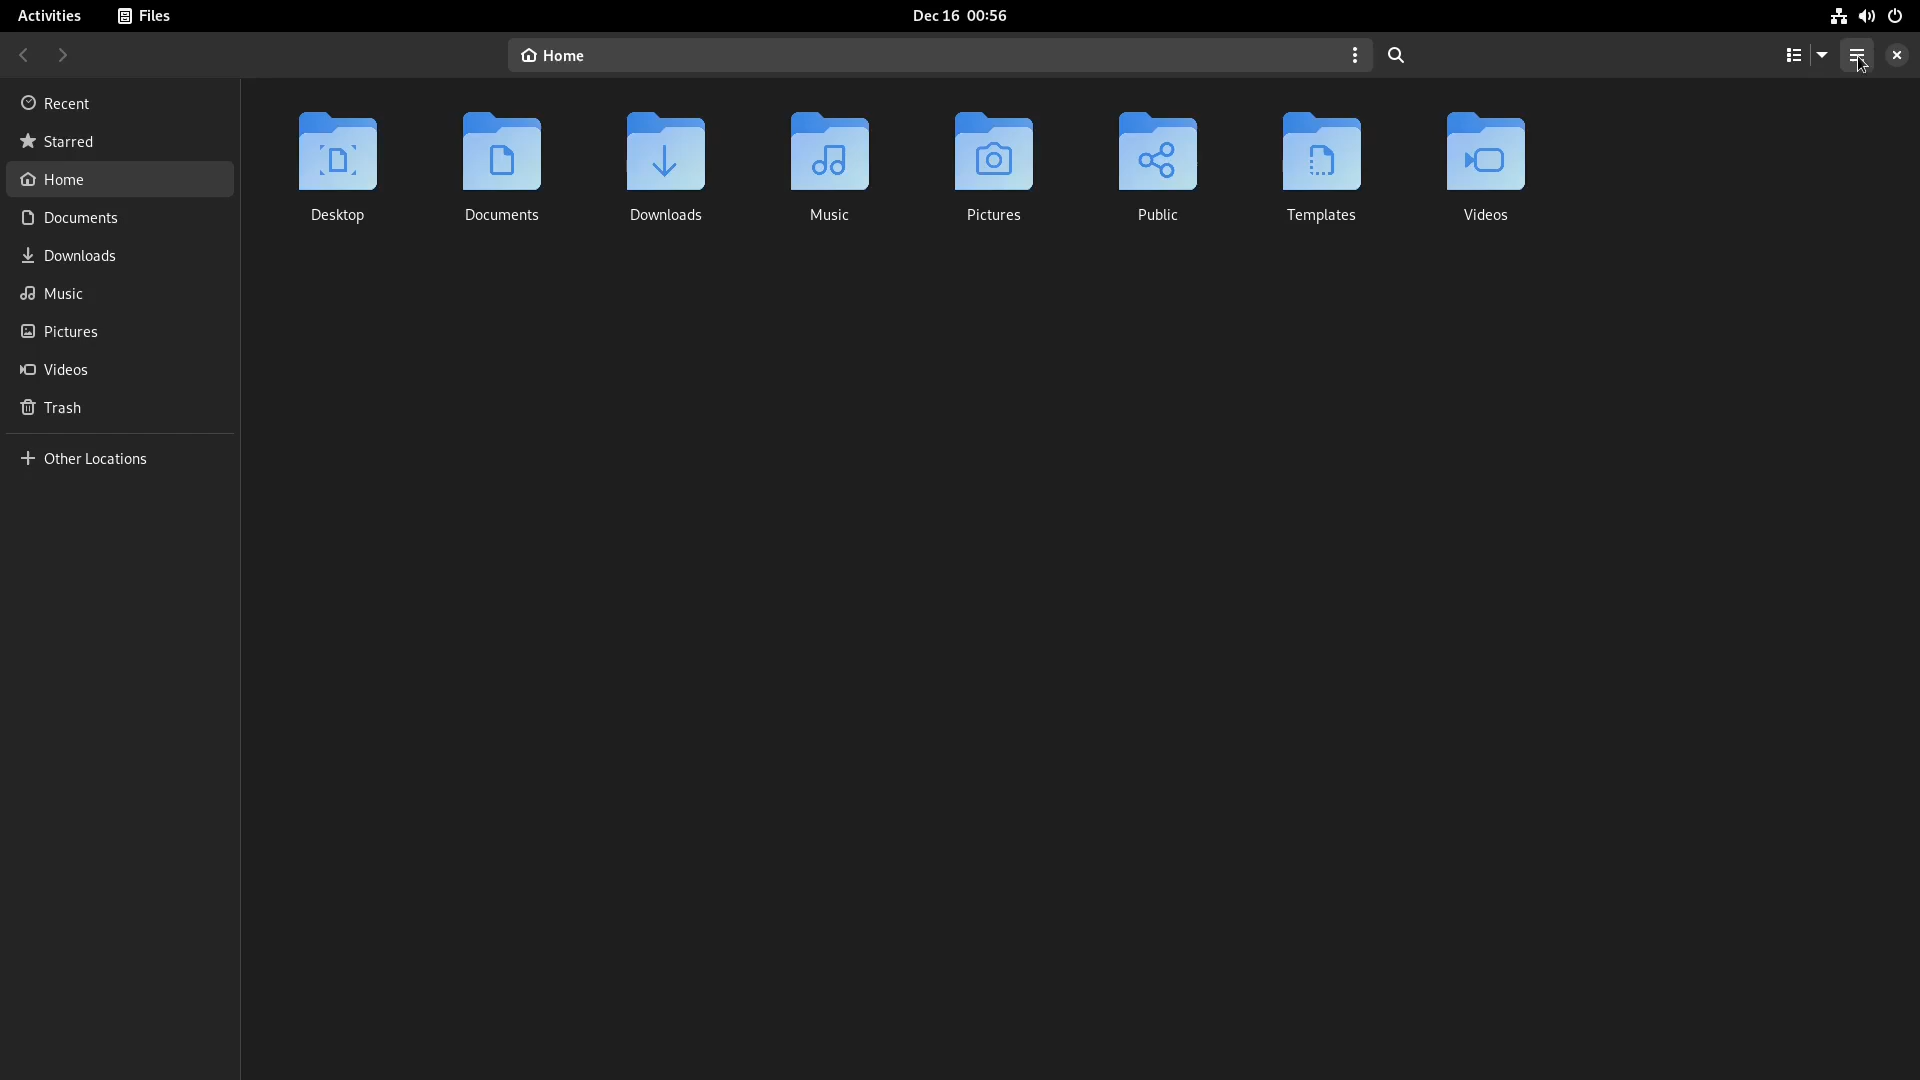 Activities Files Dec 16 00:56
Home
Recent
Starred
Home
Documents
Downloads
Music
Pictures
Videos
Trash
Other Locations
Desktop Documents Downloads Music Pictures Public Templates Videos